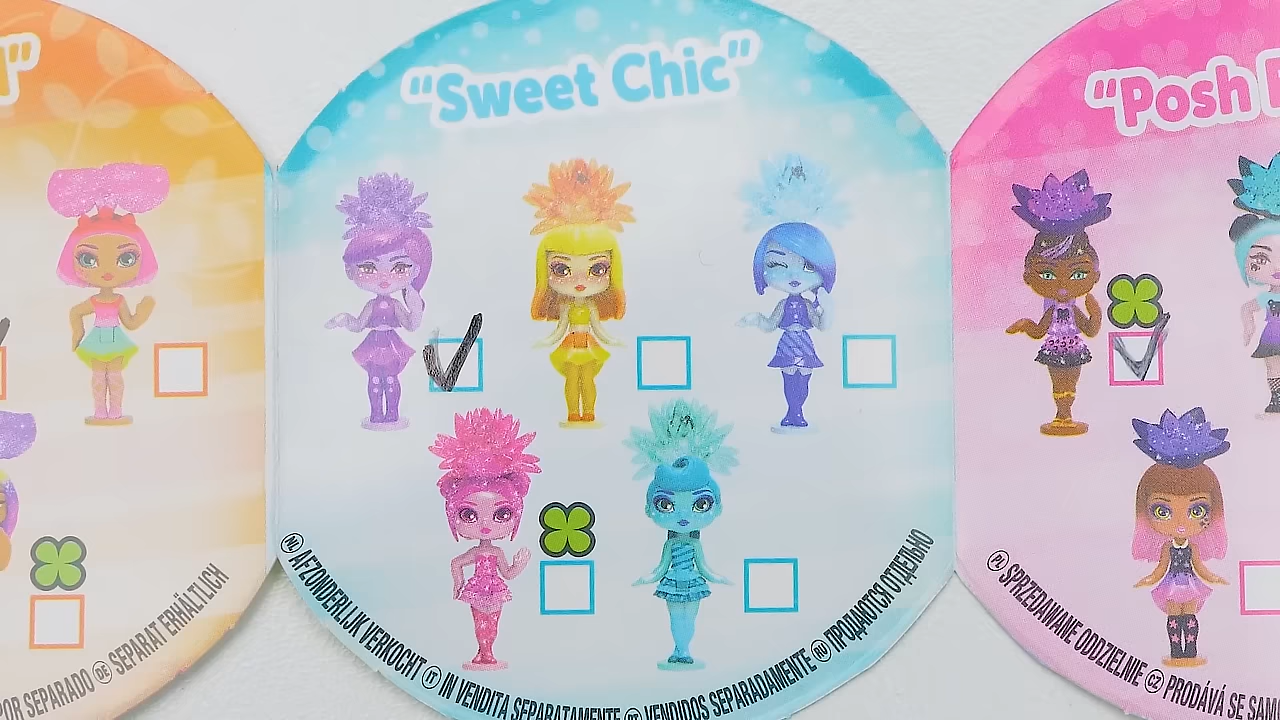 "Sweet Chic"
"Posh
POR SEPARADO DE SEPARAT ERHÄLTLICH
NL AFZONDERLIJK VERKOCHT IT IN VENDITA SEPARATAMENTE PT VENDIDOS SEPARADAMENTE RU ПРОДАЮТСЯ ОТДЕЛЬНО
PL SPRZEDAWANE ODDZIELNIE CZ PRODÁVÁ SE